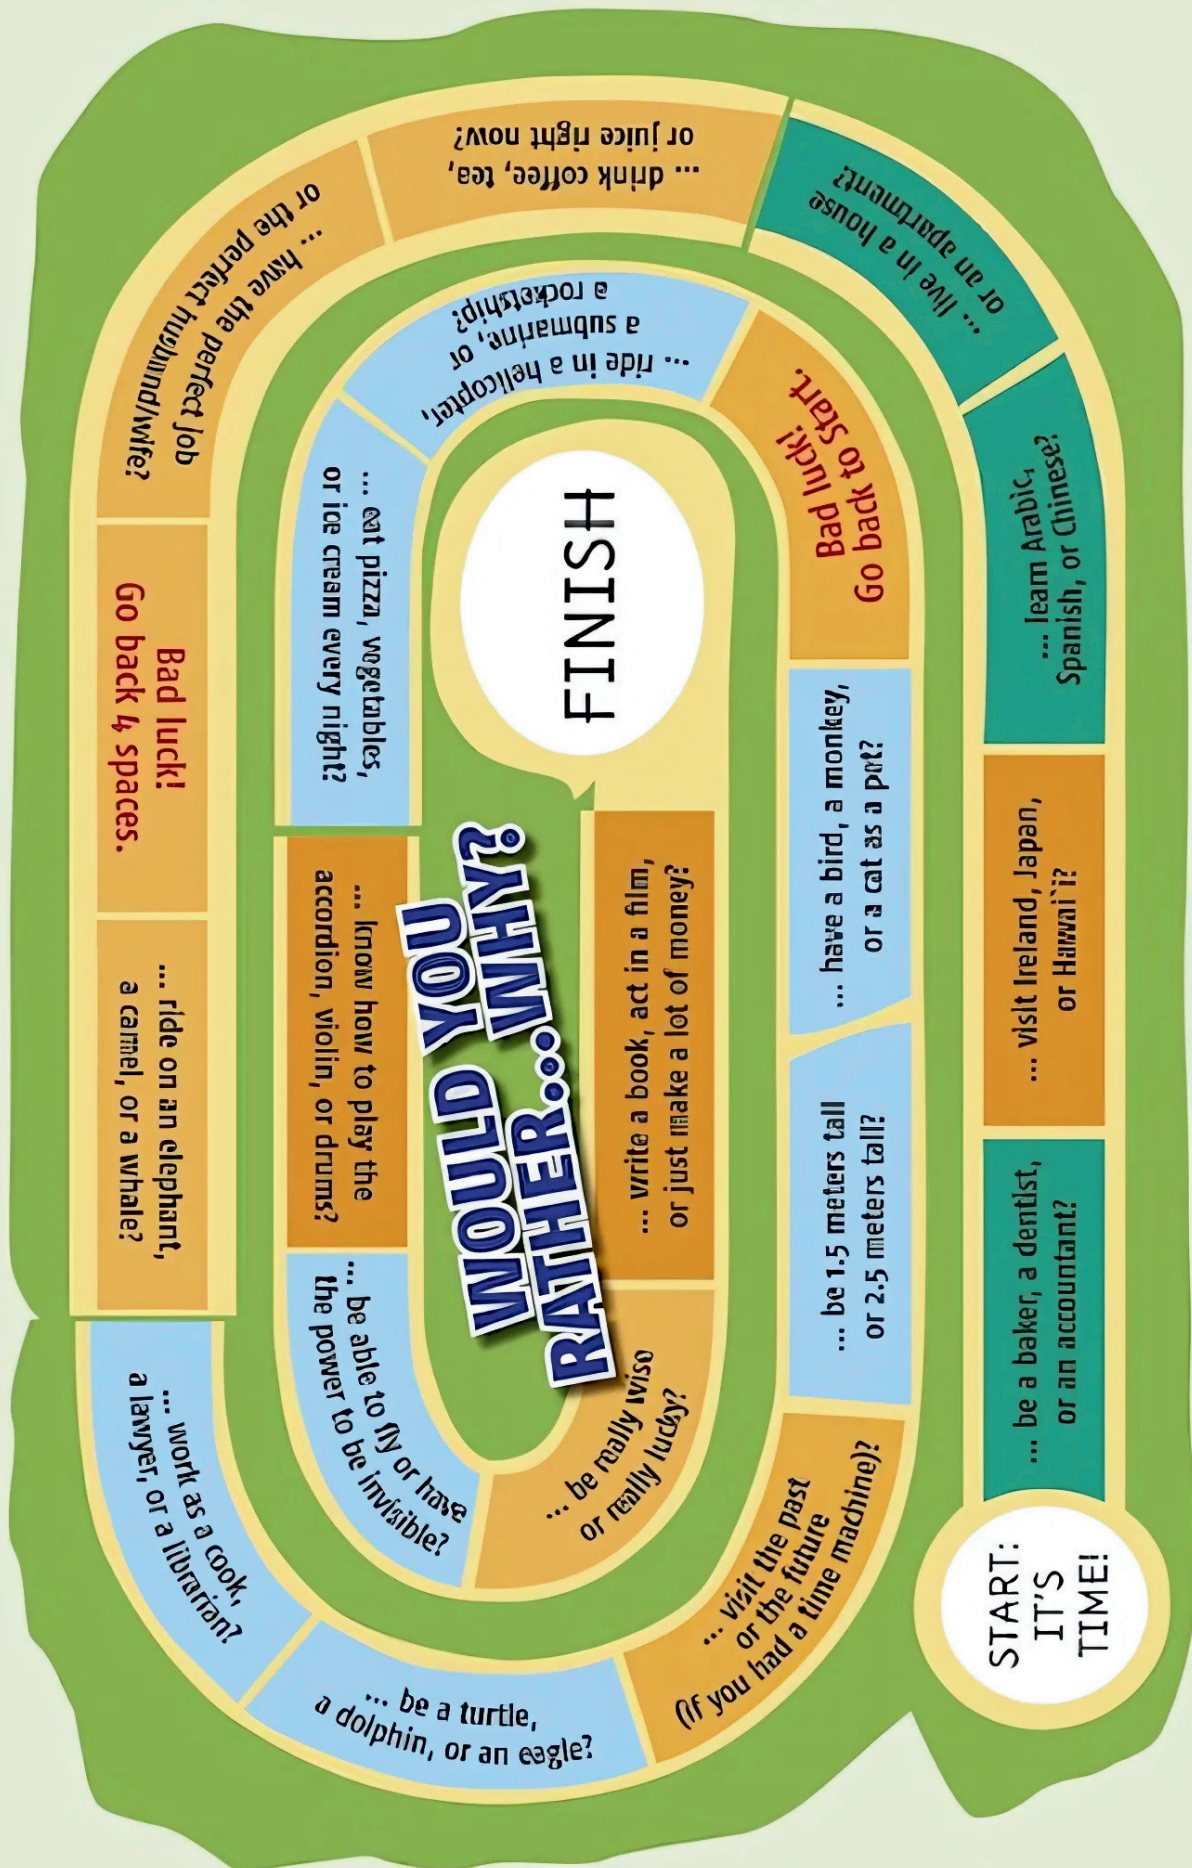 WOULD YOU
RATHER... WHY?
START:
IT'S
TIME!
... be a baker, a dentist,
or an accountant?
... visit Ireland, Japan,
or Hawai`i?
... learn Arabic,
Spanish, or Chinese?
... live in a house
or an apartment?
... drink coffee, tea,
or juice right now?
... have the perfect job
or the perfect husband/wife?
Bad luck!
Go back 4 spaces.
... ride on an elephant,
a camel, or a whale?
... work as a cook,
a lawyer, or a librarian?
... be a turtle,
a dolphin, or an eagle?
... visit the past
or the future
(if you had a time machine)?
... be 1.5 meters tall
or 2.5 meters tall?
... have a bird, a monkey,
or a cat as a pet?
Bad luck!
Go back to Start.
... ride in a helicopter,
a submarine, or
a rocketship?
... eat pizza, vegetables,
or ice cream every night?
... know how to play the
accordion, violin, or drums?
... be able to fly or have
the power to be invisible?
... be really wise
or really lucky?
... write a book, act in a film,
or just make a lot of money?
FINISH